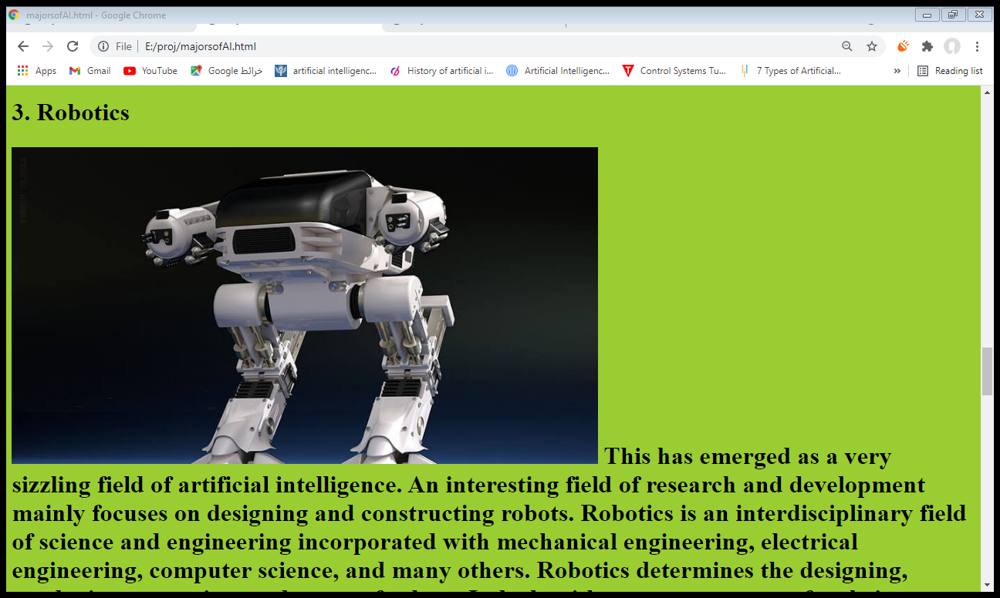 majorsofAI.html - Google Chrome
File E:/proj/majorsofAI.html
Apps Gmail YouTube خرائط Google artificial intelligenc... History of artificial i... Artificial Intelligenc... Control Systems Tu... 7 Types of Artificial... » Reading list
3. Robotics
This has emerged as a very
sizzling field of artificial intelligence. An interesting field of research and development
mainly focuses on designing and constructing robots. Robotics is an interdisciplinary field
of science and engineering incorporated with mechanical engineering, electrical
engineering, computer science, and many others. Robotics determines the designing,